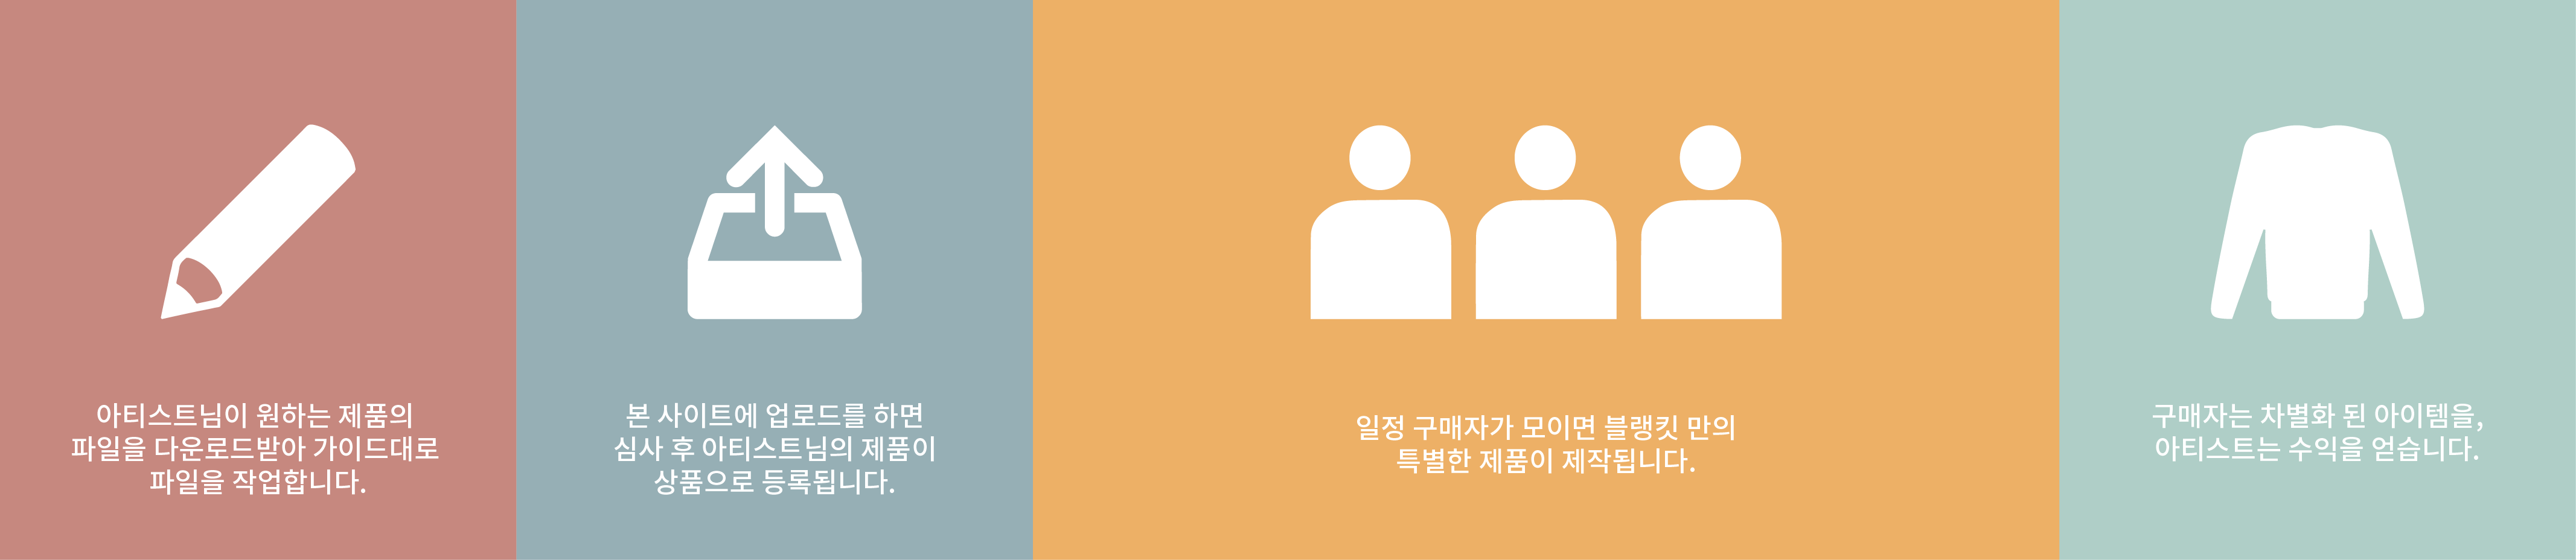 아티스트님이 원하는 제품의
파일을 다운로드받아 가이드대로
파일을 작업합니다.
본 사이트에 업로드를 하면
심사 후 아티스트님의 제품이
상품으로 등록됩니다.
일정 구매자가 모이면 블랭킷 만의
특별한 제품이 제작됩니다.
구매자는 차별화 된 아이템을,
아티스트는 수익을 얻습니다.